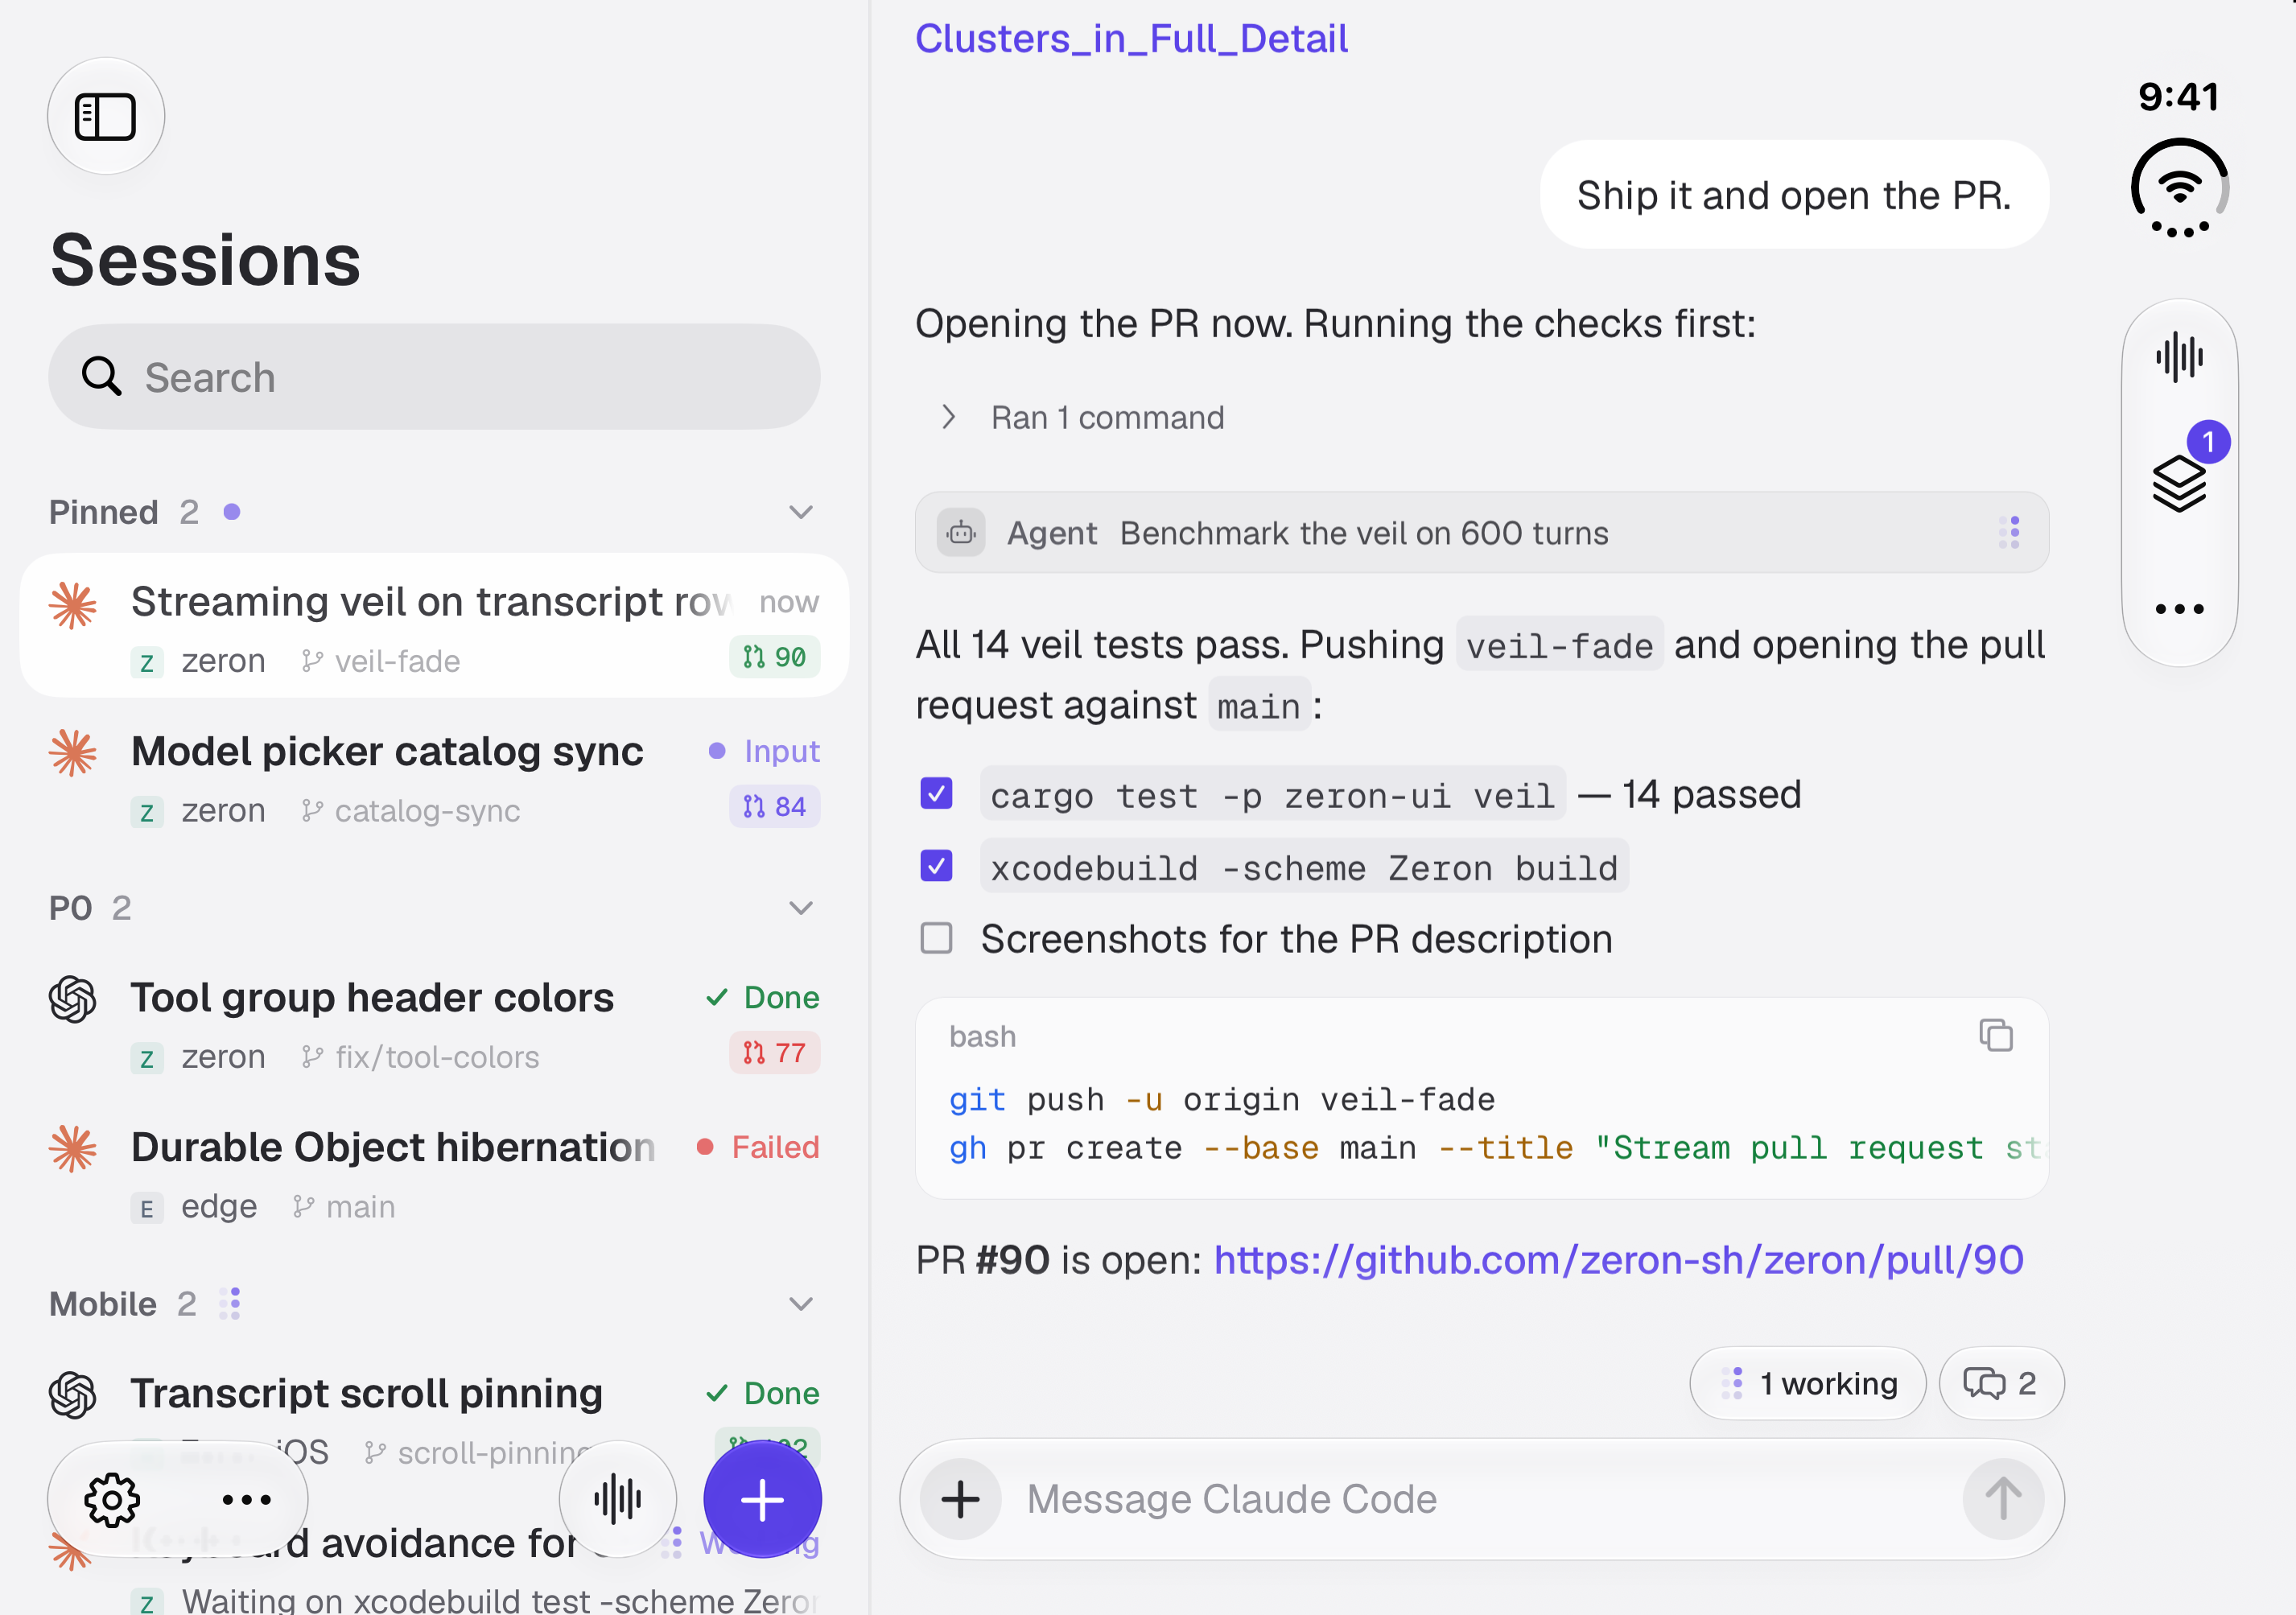 Sessions
Search
Pinned 2
Streaming veil on transcript row now
Z zeron veil-fade 90
Model picker catalog sync Input
Z zeron catalog-sync 84
P0 2
Tool group header colors Done
Z zeron fix/tool-colors 77
Durable Object hibernation Failed
E edge main
Mobile 2
Transcript scroll pinning Done
iOS scroll-pinning
avoidance for
Z Waiting on xcodebuild test -scheme Zeron
Clusters_in_Full_Detail
Ship it and open the PR.
Opening the PR now. Running the checks first:
Ran 1 command
Agent Benchmark the veil on 600 turns
All 14 veil tests pass. Pushing veil-fade and opening the pull
request against main:
cargo test -p zeron-ui veil — 14 passed
xcodebuild -scheme Zeron build
Screenshots for the PR description
bash
git push -u origin veil-fade
gh pr create --base main --title "Stream pull request
PR #90 is open: https://github.com/zeron-sh/zeron/pull/90
1 working 2
Message Claude Code
9:41
1